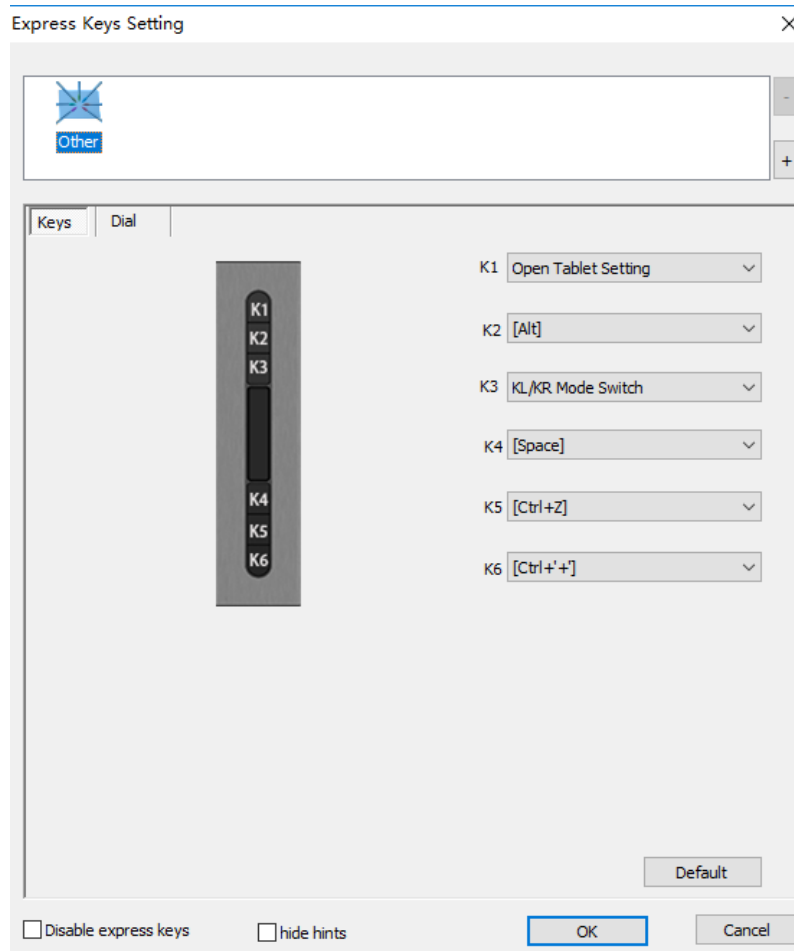 Express Keys Setting
Other
-
+
Keys
Dial
K1
K2
K3
K4
K5
K6
K1 Open Tablet Setting
K2 [Alt]
K3 KL/KR Mode Switch
K4 [Space]
K5 [Ctrl+Z]
K6 [Ctrl+'+']
Default
Disable express keys
hide hints
OK
Cancel